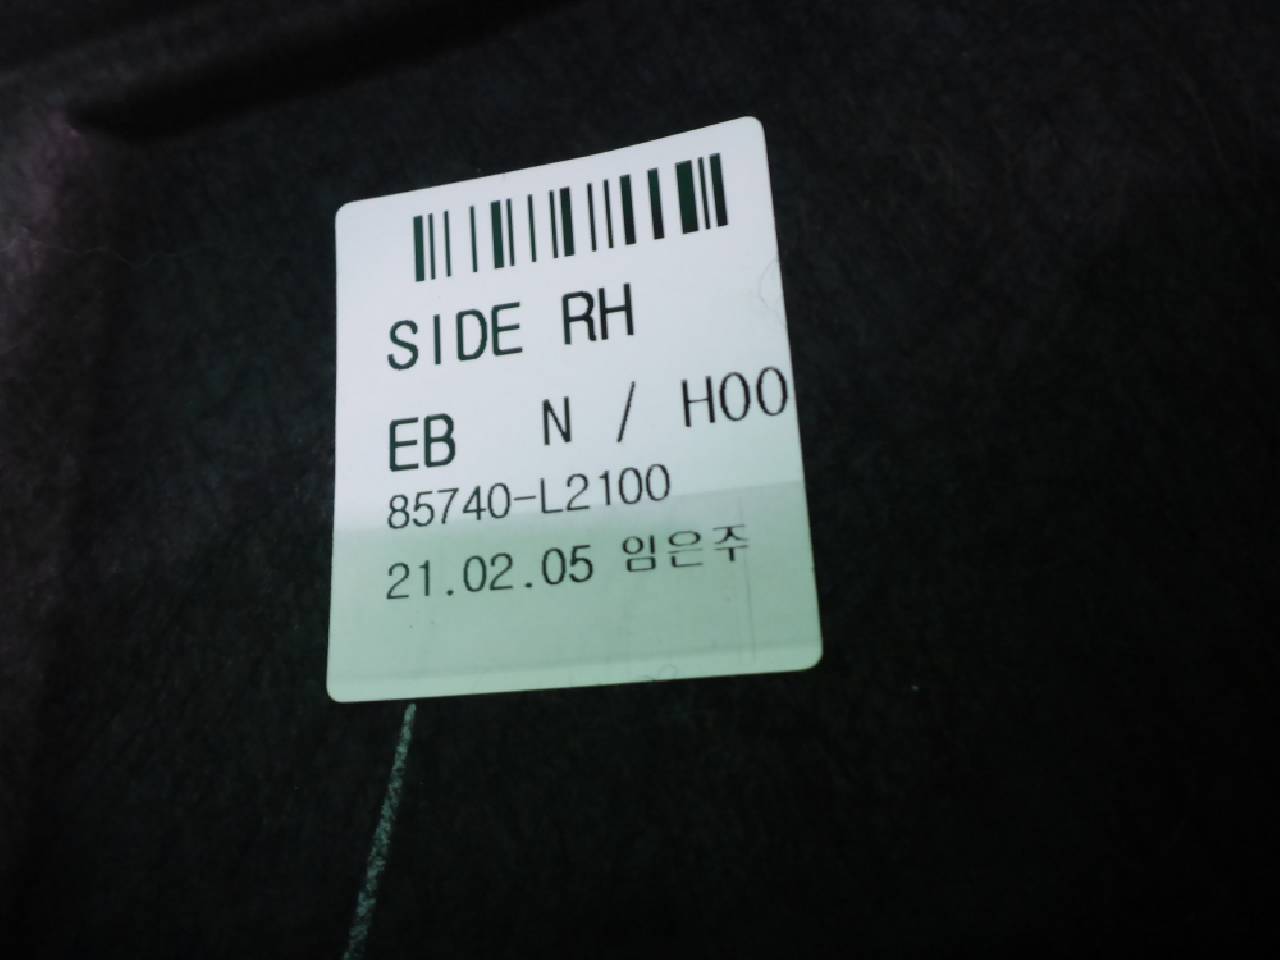 SIDE RH
EB N / HOO
85740-L2100
21.02.05 임은주